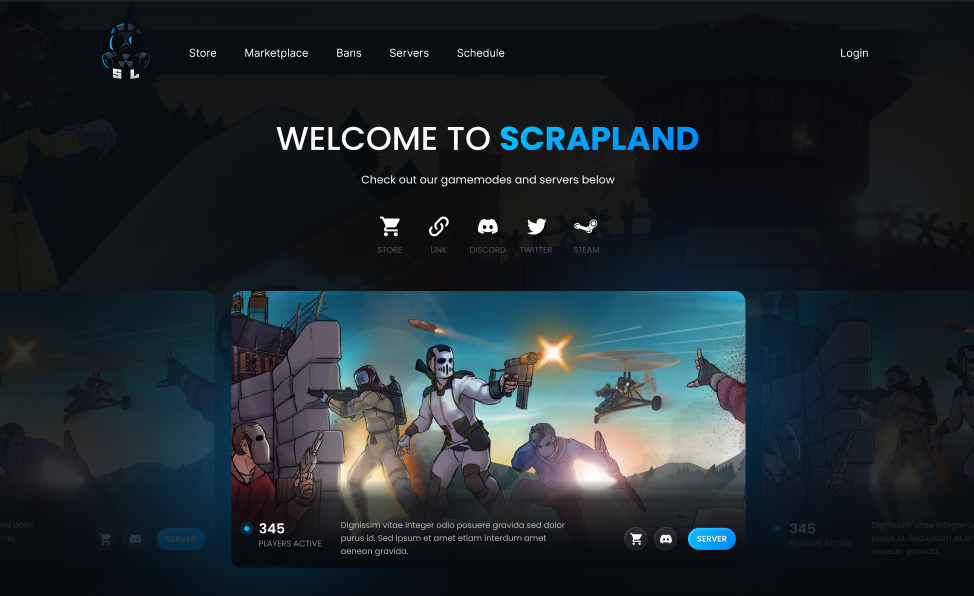 S L
Store Marketplace Bans Servers Schedule Login
WELCOME TO SCRAPLAND
Check out our gamemodes and servers below
STORE LINK DISCORD TWITTER STEAM
sed dolor
met
SERVER
345
PLAYERS ACTIVE
Dignissim vitae integer odio posuere gravida sed dolor
purus id. Sed ipsum et amet etiam interdum amet
aenean gravida.
SERVER
345
PLAYERS ACTIVE
Dignissim vitae integer
purus id. Sed ipsum et
aenean gravida.